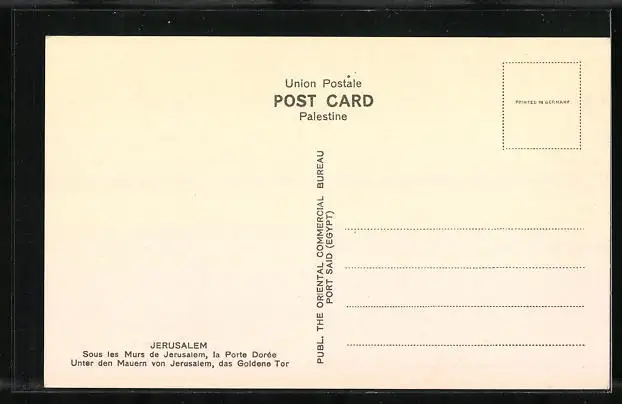 Union Postale
POST CARD
Palestine
PRINTED IN GERMANY
PUBL. THE ORIENTAL COMMERCIAL BUREAU
PORT SAID (EGYPT)
JERUSALEM
Sous les Murs de Jerusalem, la Porte Dorée
Unter den Mauern von Jerusalem, das Goldene Tor